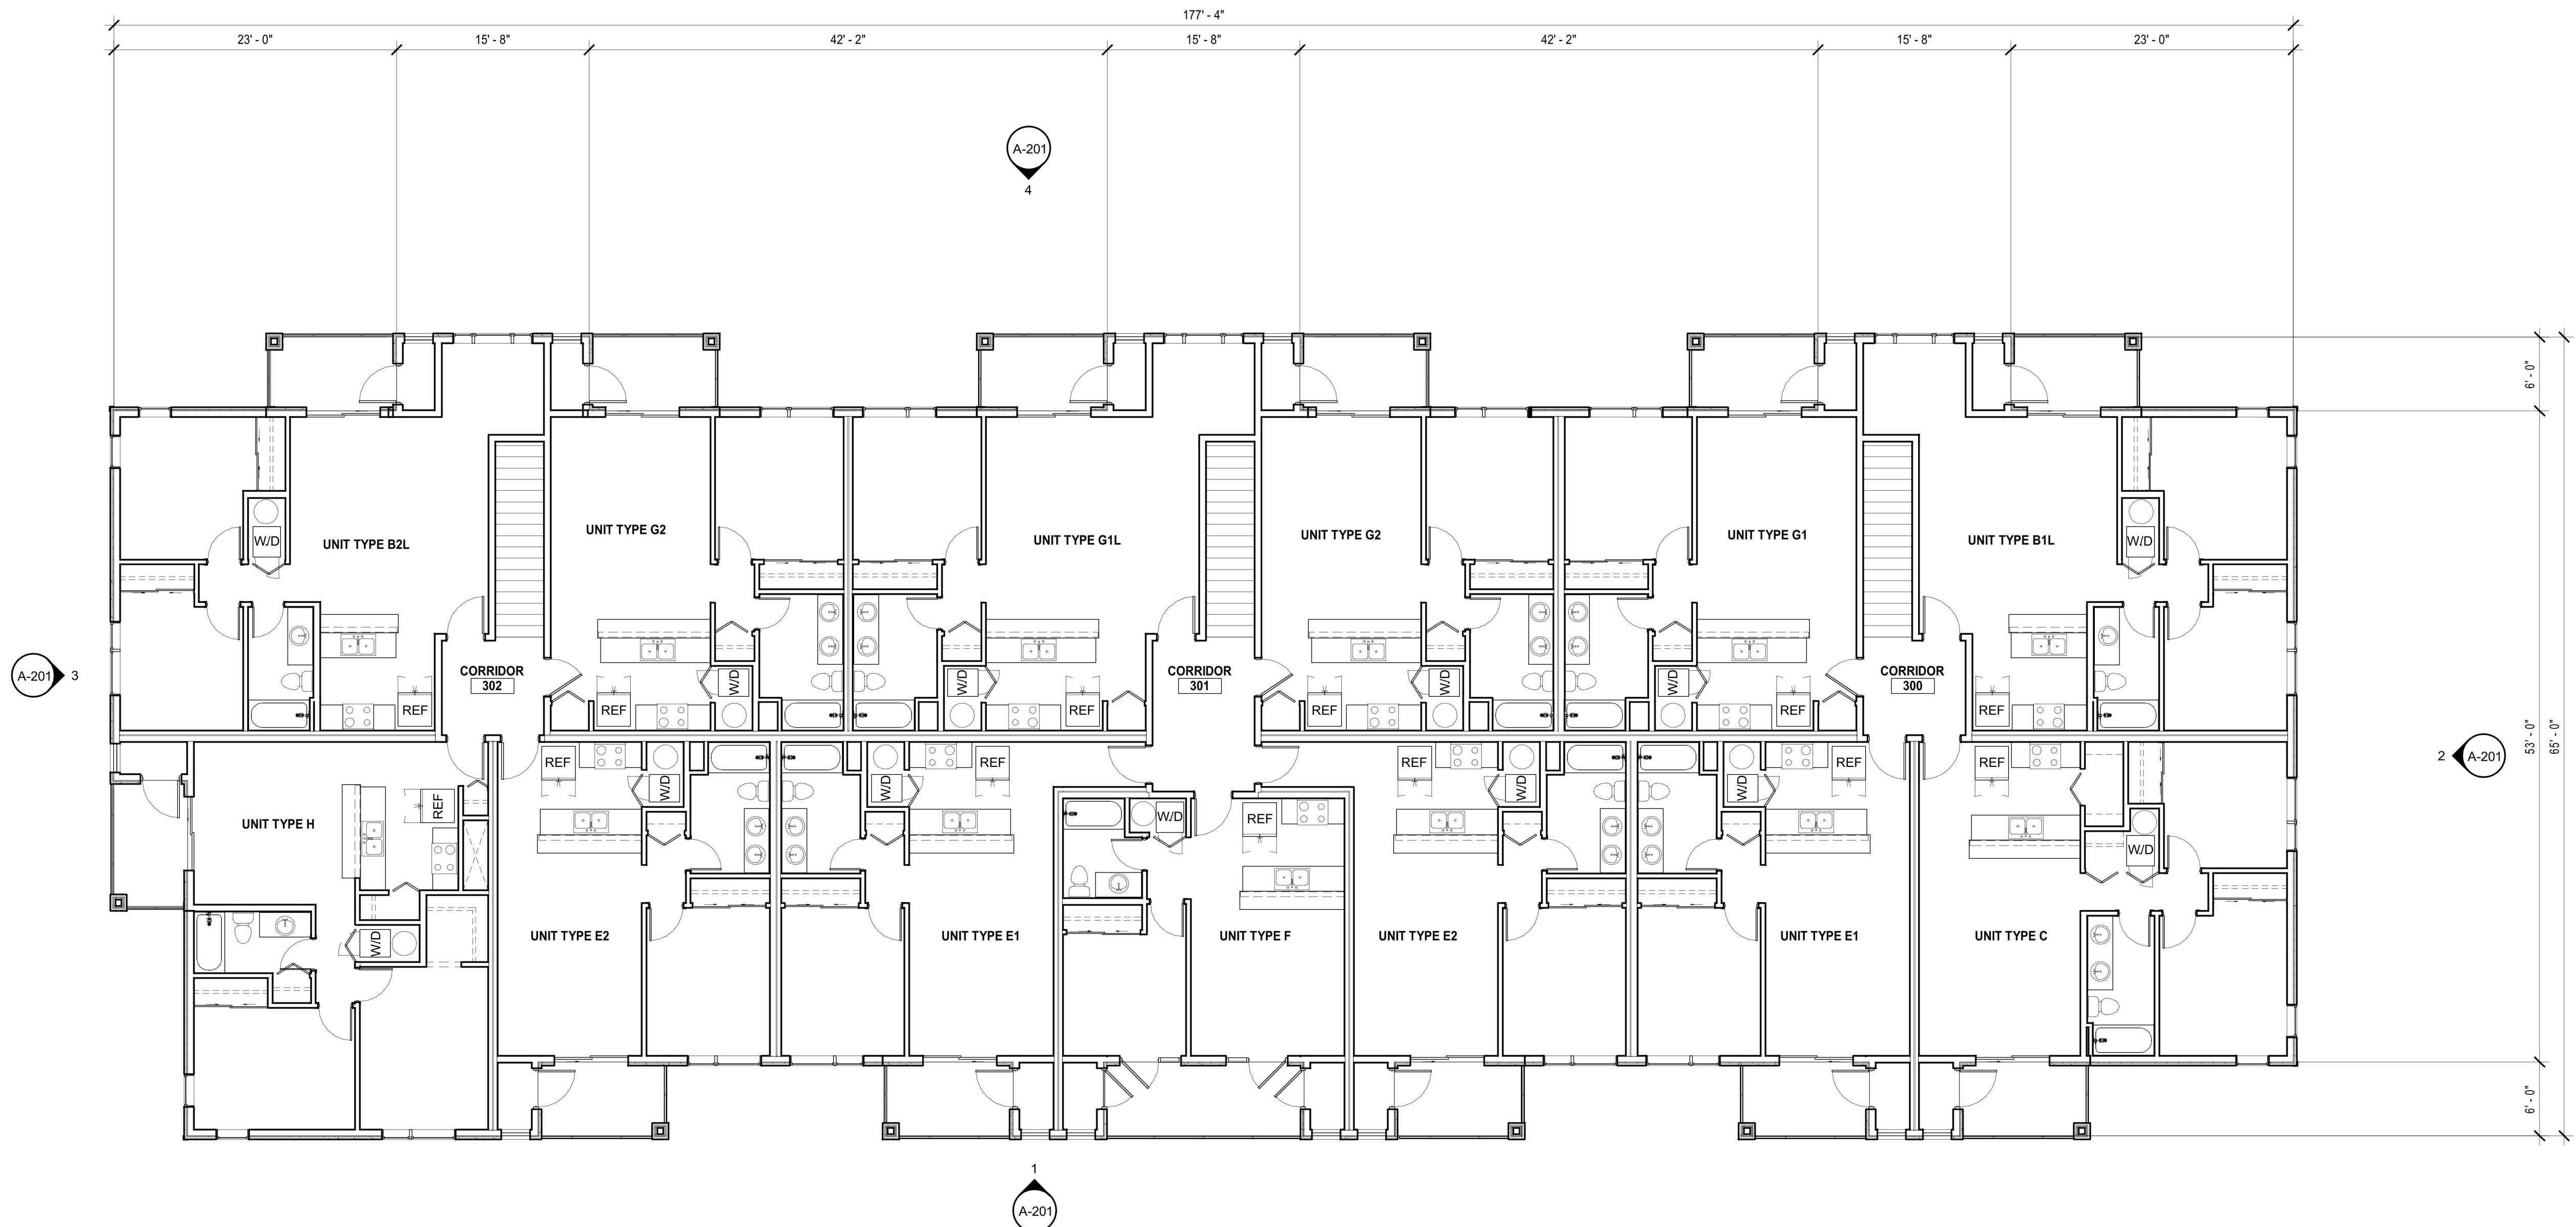 177' - 4"
23' - 0"
15' - 8"
42' - 2"
15' - 8"
42' - 2"
15' - 8"
23' - 0"
A-201
4
6' - 0"
UNIT TYPE B2L
W/D
UNIT TYPE G2
UNIT TYPE G1L
UNIT TYPE G2
UNIT TYPE G1
UNIT TYPE B1L
W/D
A-201
3
CORRIDOR
302
CORRIDOR
301
CORRIDOR
300
REF
REF
W/D
W/D
REF
REF
W/D
W/D
REF
REF
53' - 0"
65' - 0"
2
A-201
UNIT TYPE H
REF
REF
W/D
W/D
REF
W/D
REF
REF
W/D
W/D
REF
REF
W/D
W/D
UNIT TYPE E2
UNIT TYPE E1
UNIT TYPE F
UNIT TYPE E2
UNIT TYPE E1
UNIT TYPE C
6' - 0"
1
A-201